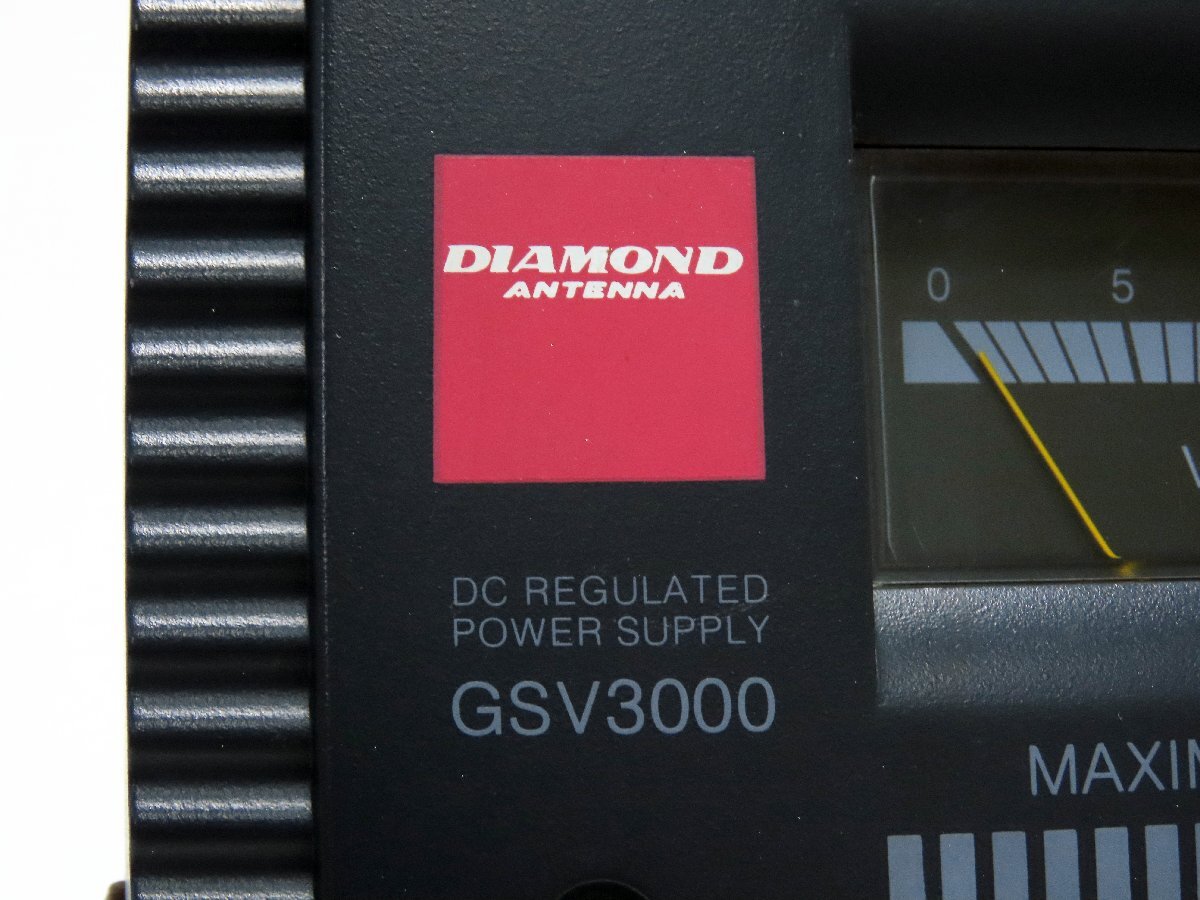 DIAMOND
ANTENNA
0 5
DC REGULATED
POWER SUPPLY
GSV3000